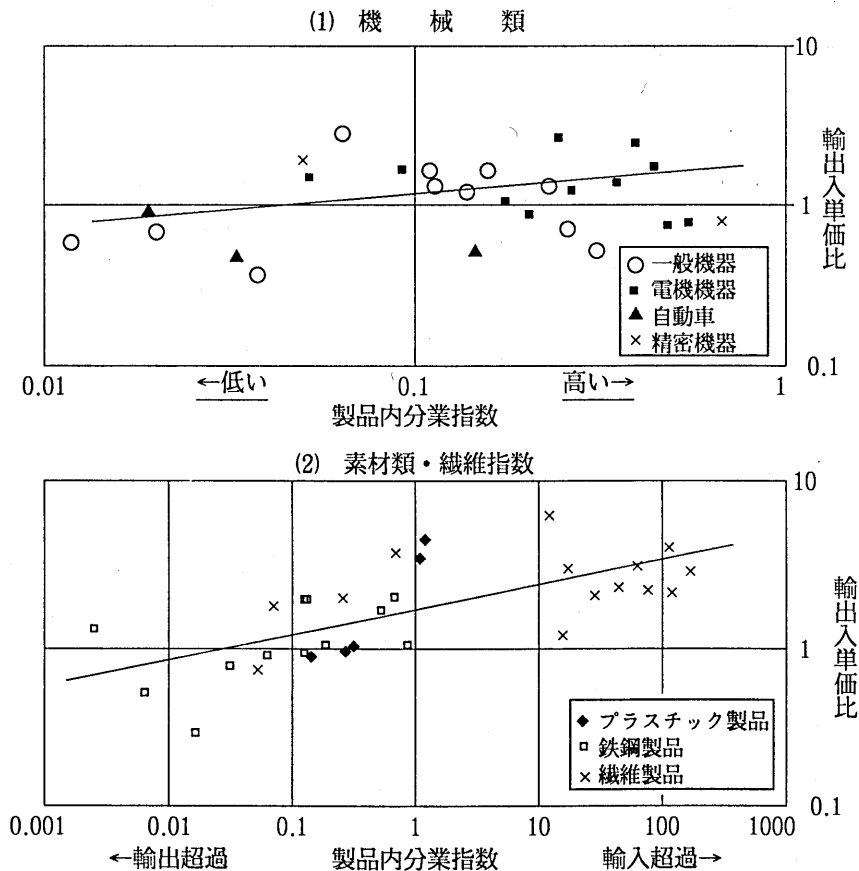 (1) 機 械 類
10
1
0.1
輸出入単価比
○ 一般機器
■ 電機機器
▲ 自動車
× 精密機器
0.01 0.1 1
←低い 高い→
製品内分業指数
(2) 素材類・繊維指数
10
1
0.1
輸出入単価比
◆ プラスチック製品
□ 鉄鋼製品
× 繊維製品
0.001 0.01 0.1 1 10 100 1000
←輸出超過 製品内分業指数 輸入超過→